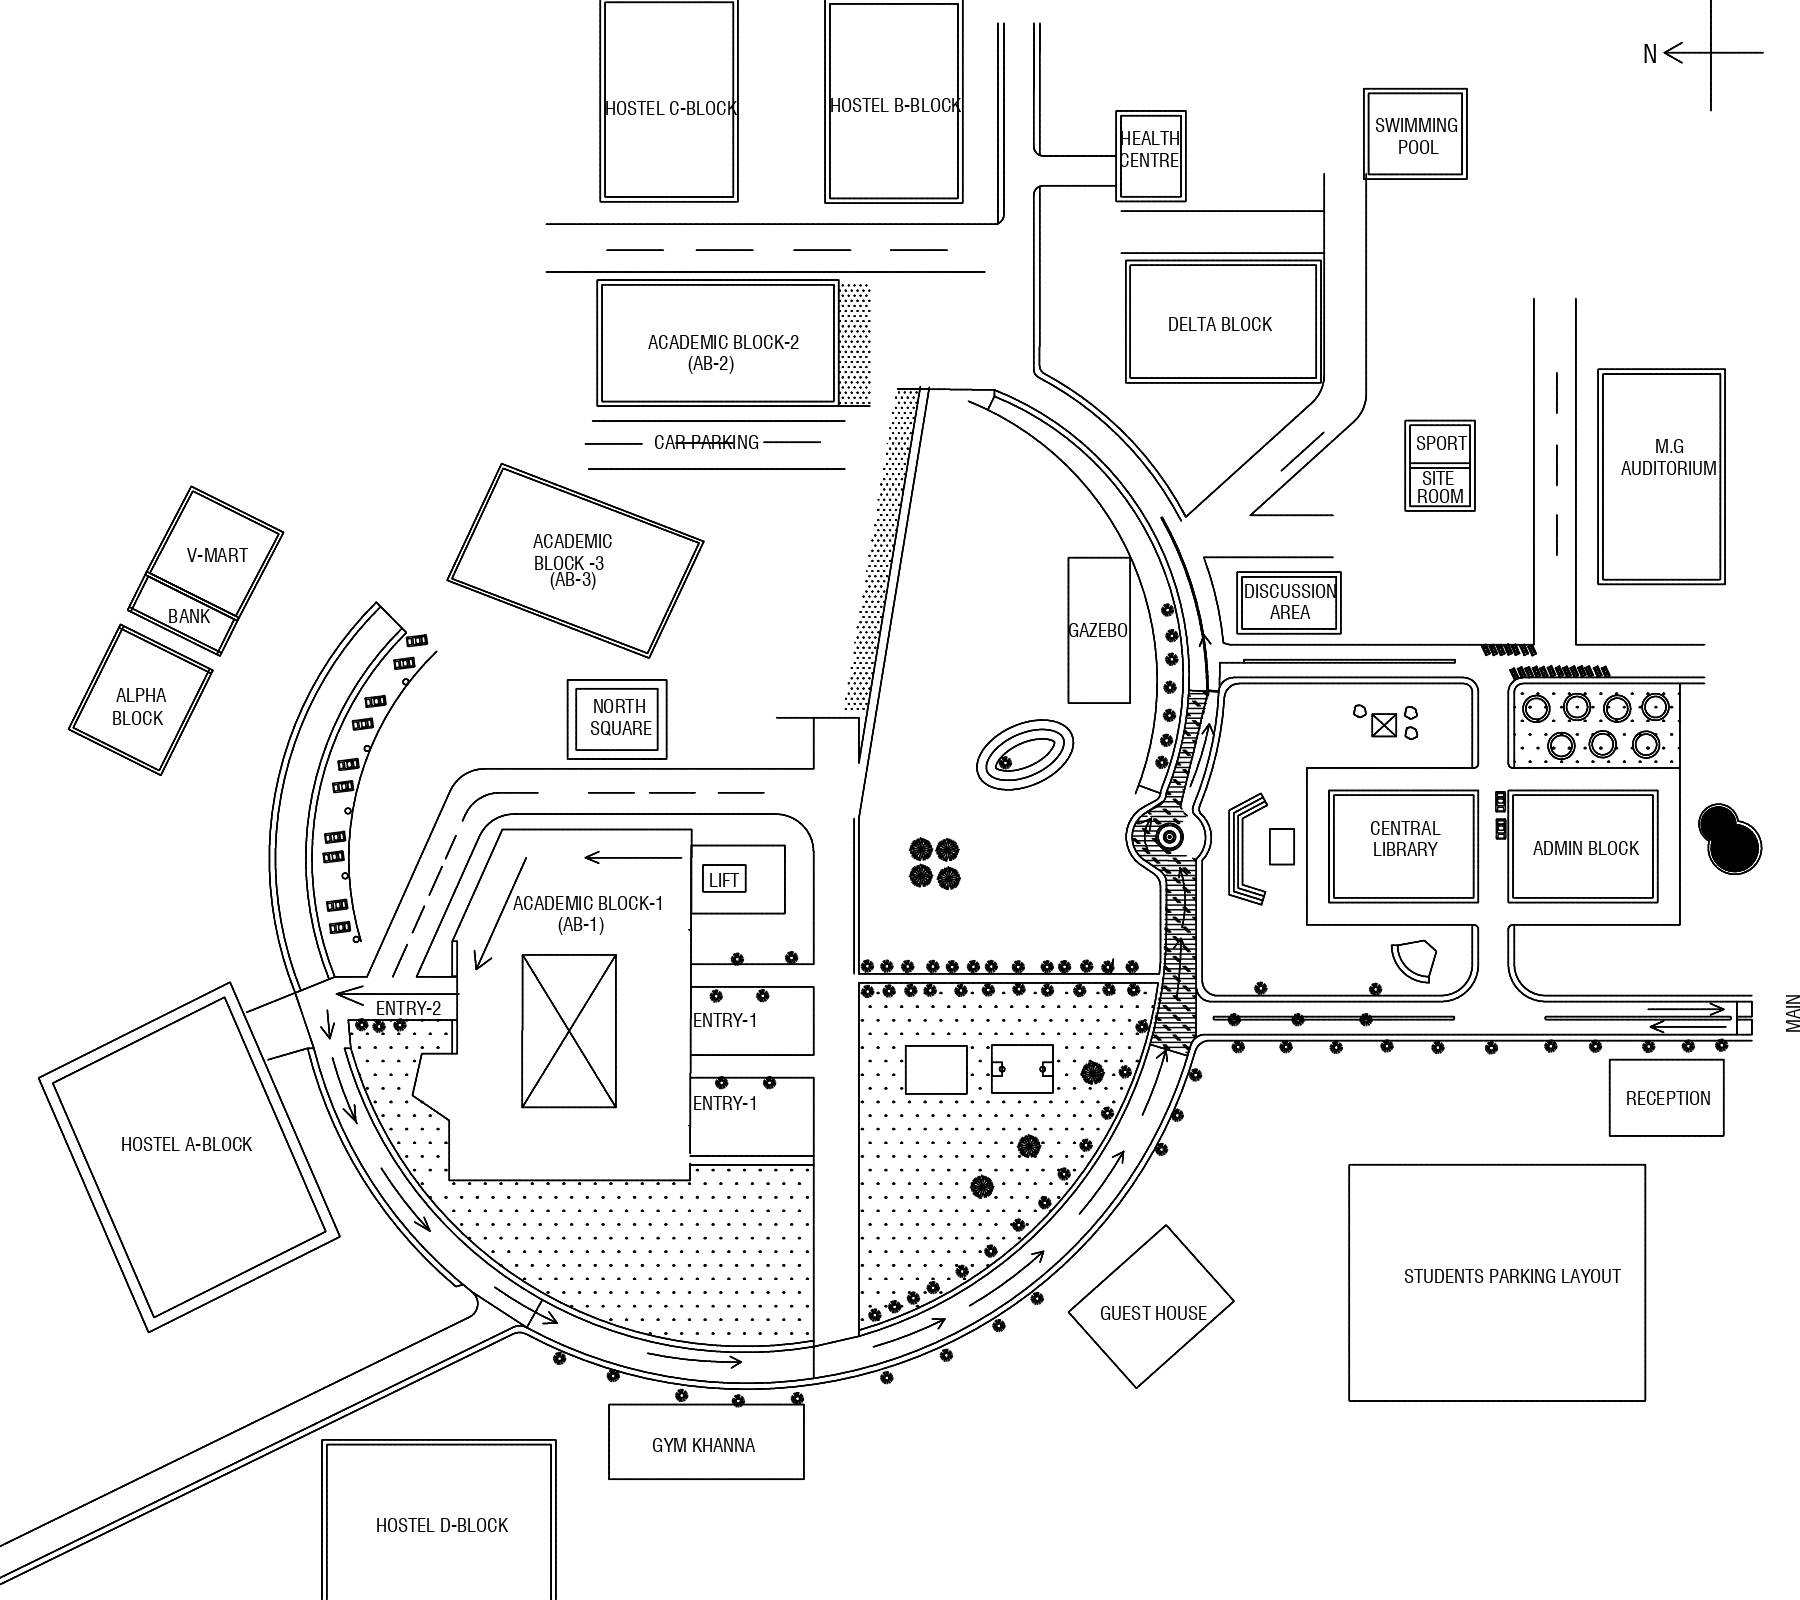 N
HOSTEL C-BLOCK
HOSTEL B-BLOCK
HEALTH
CENTRE
SWIMMING
POOL
DELTA BLOCK
ACADEMIC BLOCK-2
(AB-2)
CAR PARKING
SPORT
SITE
ROOM
M.G
AUDITORIUM
V-MART
BANK
ALPHA
BLOCK
ACADEMIC
BLOCK -3
(AB-3)
NORTH
SQUARE
GAZEBO
DISCUSSION
AREA
CENTRAL
LIBRARY
ADMIN BLOCK
LIFT
ACADEMIC BLOCK-1
(AB-1)
ENTRY-2
ENTRY-1
ENTRY-1
MAIN
RECEPTION
HOSTEL A-BLOCK
STUDENTS PARKING LAYOUT
GUEST HOUSE
GYM KHANNA
HOSTEL D-BLOCK